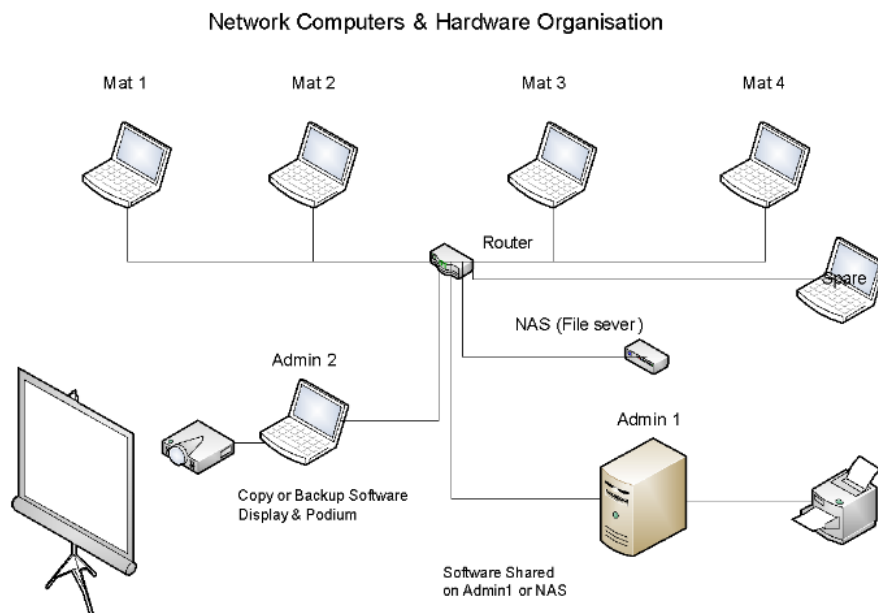 Network Computers & Hardware Organisation
Mat 1
Mat 2
Mat 3
Mat 4
Router
Spare
NAS (File sever)
Admin 2
Admin 1
Copy or Backup Software
Display & Podium
Software Shared
on Admin1 or NAS